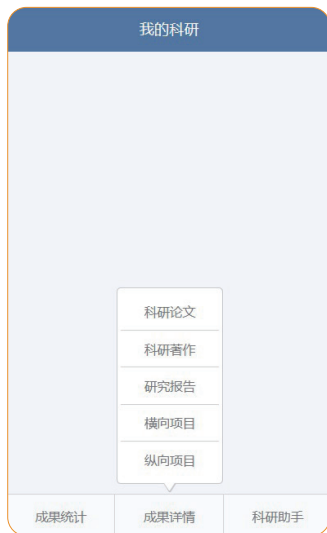 我的科研
科研论文
科研著作
研究报告
横向项目
纵向项目
成果统计 成果详情 科研助手